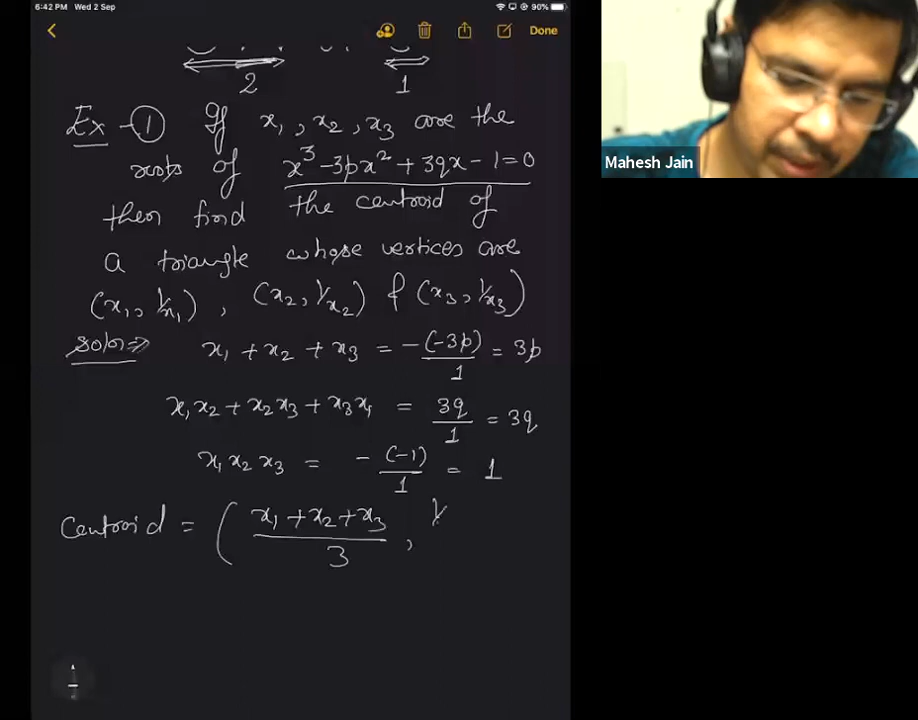 6:42 PM Wed 2 Sep 90%
Done
2 1
Ex - ① If x₁, x₂, x₃ are the
roots of x³ - 3px² + 3qx - 1 = 0
then find the centroid of
a triangle whose vertices are
(x₁, 1/x₁), (x₂, 1/x₂) & (x₃, 1/x₃)
Soln ⇒ x₁ + x₂ + x₃ = -(-3p)/1 = 3p
x₁x₂ + x₂x₃ + x₃x₁ = 3q/1 = 3q
x₁x₂x₃ = -(-1)/1 = 1
Centroid = ( (x₁ + x₂ + x₃)/3 ,
Mahesh Jain